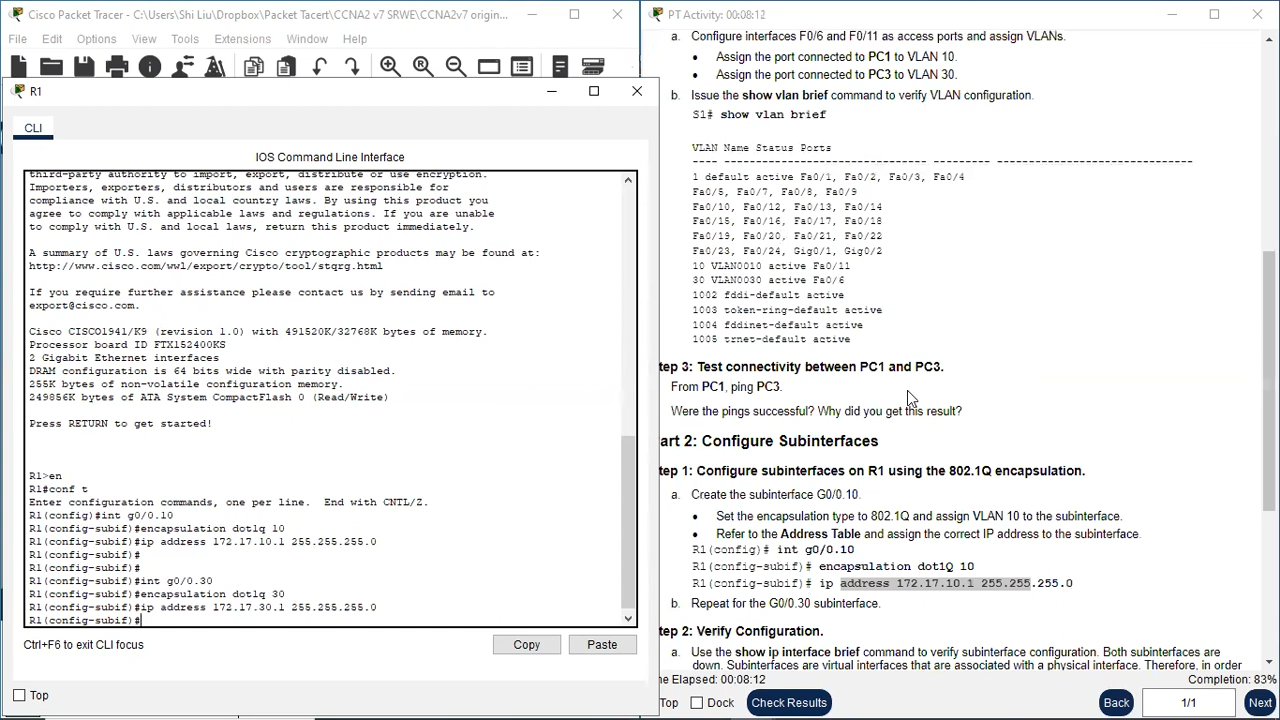 Cisco Packet Tracer - C:\Users\Shi Liu\Dropbox\Packet Tacert\CCNA2 v7 SRWE\CCNA2v7 origin...
File Edit Options View Tools Extensions Window Help
R1
CLI
IOS Command Line Interface
third-party authority to import, export, distribute or use encryption.
Importers, exporters, distributors and users are responsible for
compliance with U.S. and local country laws. By using this product you
agree to comply with applicable laws and regulations. If you are unable
to comply with U.S. and local laws, return this product immediately.
A summary of U.S. laws governing Cisco cryptographic products may be found at:
http://www.cisco.com/wwl/export/crypto/tool/stqrg.html
If you require further assistance please contact us by sending email to
export@cisco.com.
Cisco CISCO1941/K9 (revision 1.0) with 491520K/32768K bytes of memory.
Processor board ID FTX152400KS
2 Gigabit Ethernet interfaces
DRAM configuration is 64 bits wide with parity disabled.
255K bytes of non-volatile configuration memory.
249856K bytes of ATA System CompactFlash 0 (Read/Write)
Press RETURN to get started!
R1>en
R1#conf t
Enter configuration commands, one per line. End with CNTL/Z.
R1(config)#int g0/0.10
R1(config-subif)#encapsulation dot1q 10
R1(config-subif)#ip address 172.17.10.1 255.255.255.0
R1(config-subif)#
R1(config-subif)#int g0/0.30
R1(config-subif)#encapsulation dot1q 30
R1(config-subif)#ip address 172.17.30.1 255.255.255.0
R1(config-subif)#
Ctrl+F6 to exit CLI focus
Copy
Paste
Top
PT Activity: 00:08:12
a. Configure interfaces F0/6 and F0/11 as access ports and assign VLANs.
• Assign the port connected to PC1 to VLAN 10.
• Assign the port connected to PC3 to VLAN 30.
b. Issue the show vlan brief command to verify VLAN configuration.
S1# show vlan brief
VLAN Name Status Ports
---- ------------------------------- --------- -------------------------------
1 default active Fa0/1, Fa0/2, Fa0/3, Fa0/4
Fa0/5, Fa0/7, Fa0/8, Fa0/9
Fa0/10, Fa0/12, Fa0/13, Fa0/14
Fa0/15, Fa0/16, Fa0/17, Fa0/18
Fa0/19, Fa0/20, Fa0/21, Fa0/22
Fa0/23, Fa0/24, Gig0/1, Gig0/2
10 VLAN0010 active Fa0/11
30 VLAN0030 active Fa0/6
1002 fddi-default active
1003 token-ring-default active
1004 fddinet-default active
1005 trnet-default active
tep 3: Test connectivity between PC1 and PC3.
From PC1, ping PC3.
Were the pings successful? Why did you get this result?
art 2: Configure Subinterfaces
tep 1: Configure subinterfaces on R1 using the 802.1Q encapsulation.
a. Create the subinterface G0/0.10.
• Set the encapsulation type to 802.1Q and assign VLAN 10 to the subinterface.
• Refer to the Address Table and assign the correct IP address to the subinterface.
R1(config)# int g0/0.10
R1(config-subif)# encapsulation dot1Q 10
R1(config-subif)# ip address 172.17.10.1 255.255.255.0
b. Repeat for the G0/0.30 subinterface.
tep 2: Verify Configuration.
a. Use the show ip interface brief command to verify subinterface configuration. Both subinterfaces are
down. Subinterfaces are virtual interfaces that are associated with a physical interface. Therefore, in order
ne Elapsed: 00:08:12
Completion: 83%
Top
Dock
Check Results
Back
1/1
Next